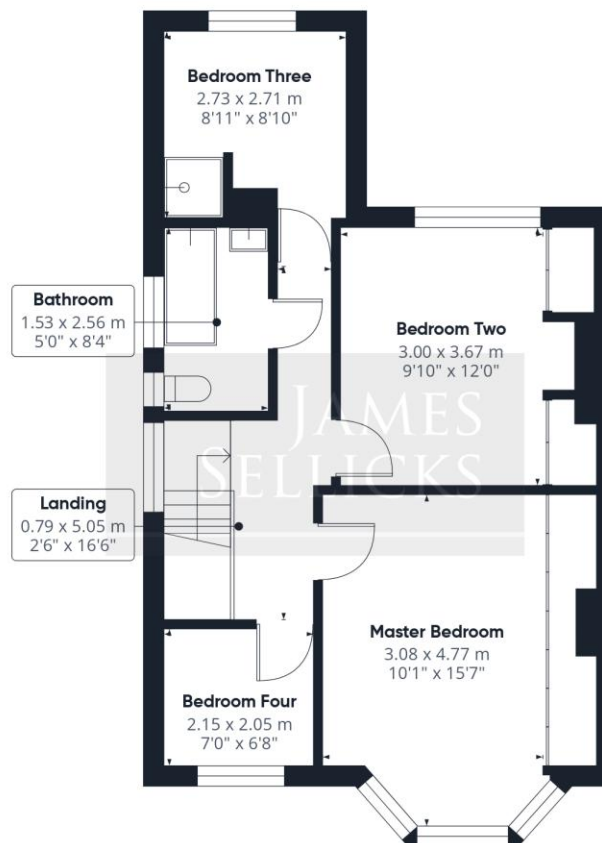 Bedroom Three
2.73 x 2.71 m
8'11" x 8'10"
Bathroom
1.53 x 2.56 m
5'0" x 8'4"
Bedroom Two
3.00 x 3.67 m
9'10" x 12'0"
JAMES
SELLICKS
Landing
0.79 x 5.05 m
2'6" x 16'6"
Master Bedroom
3.08 x 4.77 m
10'1" x 15'7"
Bedroom Four
2.15 x 2.05 m
7'0" x 6'8"